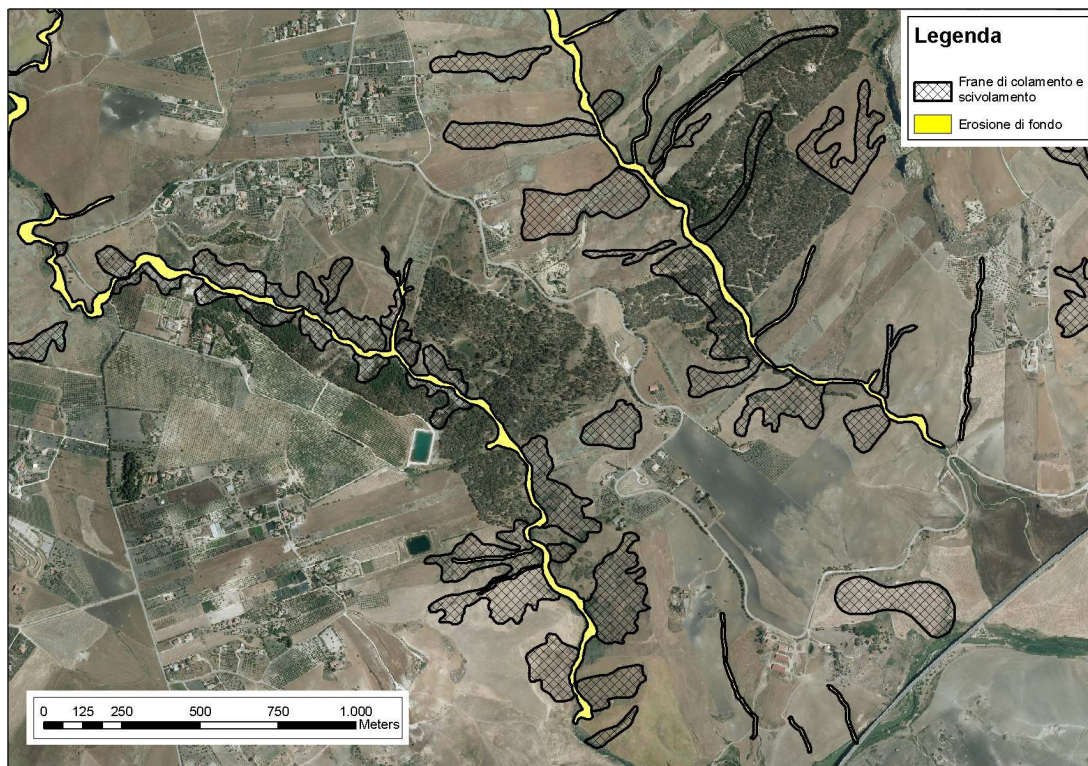 Legenda
Frane di colamento e
scivolamento
Erosione di fondo
0 125 250 500 750 1.000
Meters